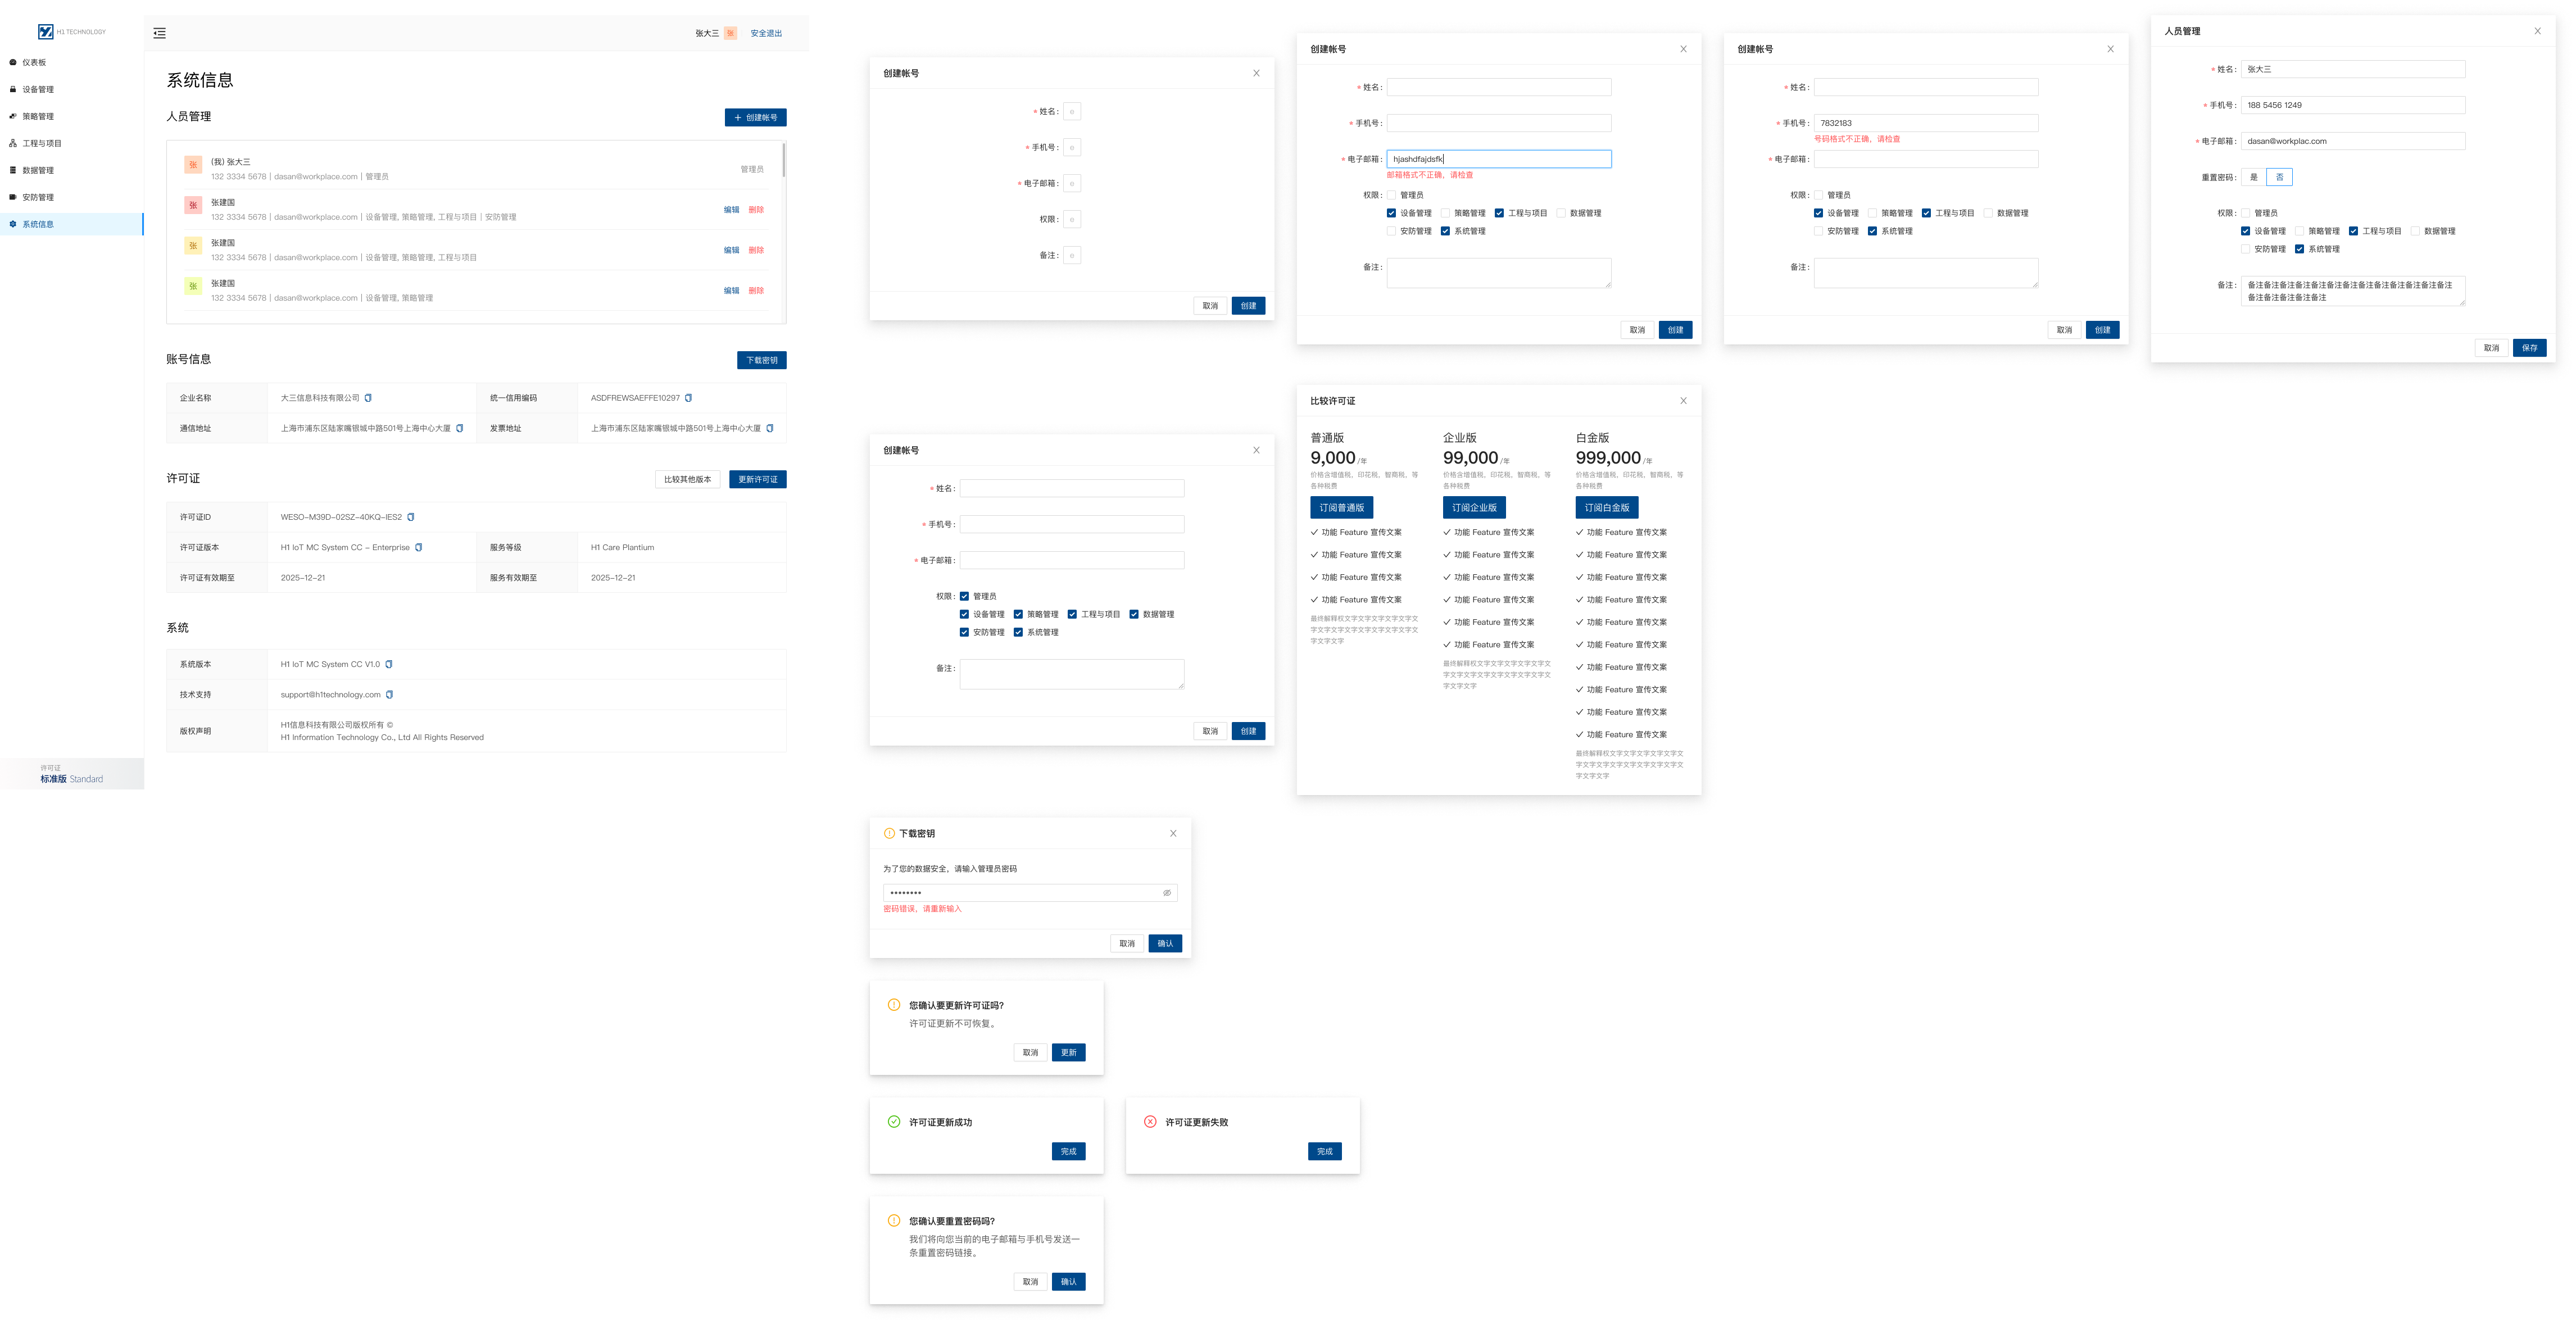 H1 TECHNOLOGY
仪表板
设备管理
策略管理
工程与项目
数据管理
安防管理
系统信息
许可证
标准版 Standard
张大三 张 安全退出
系统信息
人员管理
+ 创建帐号
张 (我) 张大三
132 3334 5678 | dasan@workplace.com | 管理员
管理员
张 张建国
132 3334 5678 | dasan@workplace.com | 设备管理, 策略管理, 工程与项目 | 安防管理
编辑 删除
张 张建国
132 3334 5678 | dasan@workplace.com | 设备管理, 策略管理, 工程与项目
编辑 删除
张 张建国
132 3334 5678 | dasan@workplace.com | 设备管理, 策略管理
编辑 删除
账号信息
下载密钥
企业名称 大三信息科技有限公司 统一信用编码 ASDFREWSAEFFE10297
通信地址 上海市浦东区陆家嘴银城中路501号上海中心大厦 发票地址 上海市浦东区陆家嘴银城中路501号上海中心大厦
许可证
比较其他版本 更新许可证
许可证ID WESO-M39D-02SZ-40KQ-IES2
许可证版本 H1 IoT MC System CC - Enterprise 服务等级 H1 Care Plantium
许可证有效期至 2025-12-21 服务有效期至 2025-12-21
系统
系统版本 H1 IoT MC System CC V1.0
技术支持 support@h1technology.com
版权声明 H1信息科技有限公司版权所有 ©
H1 Information Technology Co., Ltd All Rights Reserved
创建帐号
* 姓名:
* 手机号:
* 电子邮箱:
权限:
备注:
取消 创建
创建帐号
* 姓名:
* 手机号:
* 电子邮箱: hjashdfajdsfk
邮箱格式不正确，请检查
权限: 管理员
设备管理 策略管理 工程与项目 数据管理
安防管理 系统管理
备注:
取消 创建
创建帐号
* 姓名:
* 手机号: 7832183
号码格式不正确，请检查
* 电子邮箱:
权限: 管理员
设备管理 策略管理 工程与项目 数据管理
安防管理 系统管理
备注:
取消 创建
人员管理
* 姓名: 张大三
* 手机号: 188 5456 1249
* 电子邮箱: dasan@workplac.com
重置密码: 是 否
权限: 管理员
设备管理 策略管理 工程与项目 数据管理
安防管理 系统管理
备注: 备注备注备注备注备注备注备注备注备注备注备注备注备注
备注备注备注备注备注
取消 保存
创建帐号
* 姓名:
* 手机号:
* 电子邮箱:
权限: 管理员
设备管理 策略管理 工程与项目 数据管理
安防管理 系统管理
备注:
取消 创建
比较许可证
普通版
9,000 /年
价格含增值税，印花税，智商税，等
各种税费
订阅普通版
功能 Feature 宣传文案
功能 Feature 宣传文案
功能 Feature 宣传文案
功能 Feature 宣传文案
最终解释权文字文字文字文字文字文
字文字文字文字文字文字文字文字文
字文字文字
企业版
99,000 /年
价格含增值税，印花税，智商税，等
各种税费
订阅企业版
功能 Feature 宣传文案
功能 Feature 宣传文案
功能 Feature 宣传文案
功能 Feature 宣传文案
功能 Feature 宣传文案
功能 Feature 宣传文案
最终解释权文字文字文字文字文字文
字文字文字文字文字文字文字文字文
字文字文字
白金版
999,000 /年
价格含增值税，印花税，智商税，等
各种税费
订阅白金版
功能 Feature 宣传文案
功能 Feature 宣传文案
功能 Feature 宣传文案
功能 Feature 宣传文案
功能 Feature 宣传文案
功能 Feature 宣传文案
功能 Feature 宣传文案
功能 Feature 宣传文案
功能 Feature 宣传文案
功能 Feature 宣传文案
最终解释权文字文字文字文字文字文
字文字文字文字文字文字文字文字文
字文字文字
下载密钥
为了您的数据安全，请输入管理员密码
密码错误，请重新输入
取消 确认
您确认要更新许可证吗?
许可证更新不可恢复。
取消 更新
许可证更新成功
完成
许可证更新失败
完成
您确认要重置密码吗?
我们将向您当前的电子邮箱与手机号发送一
条重置密码链接。
取消 确认